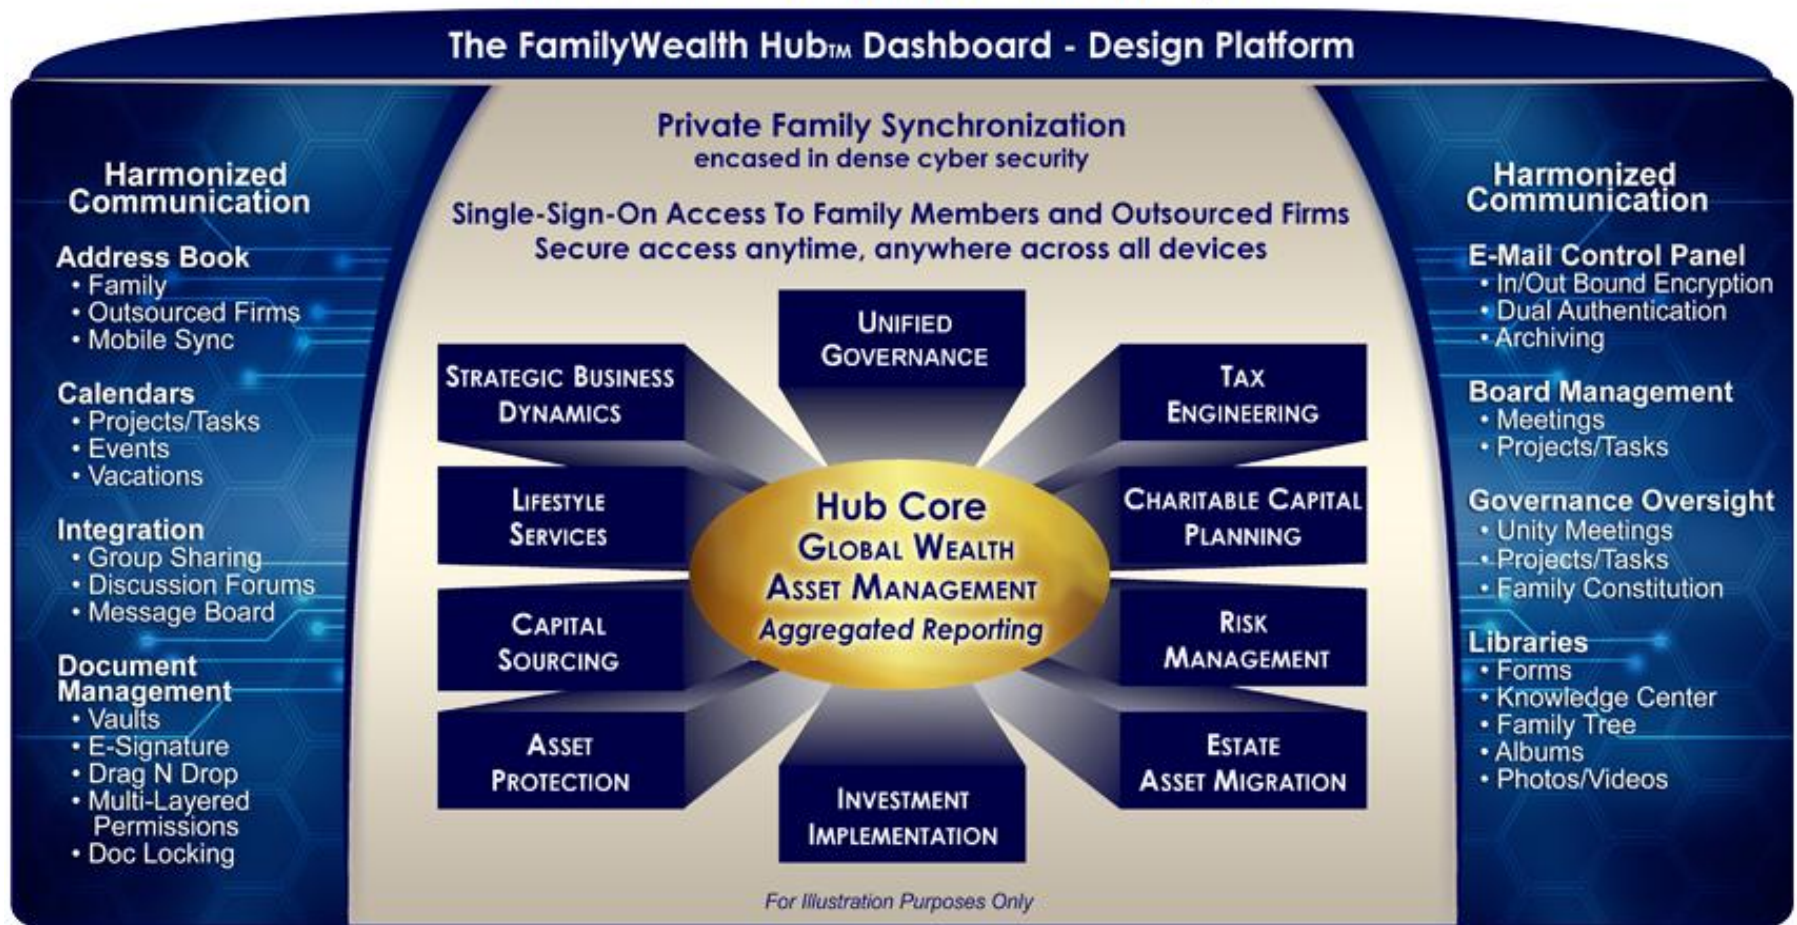 The FamilyWealth Hub™ Dashboard - Design Platform
Harmonized
Communication
Address Book
• Family
• Outsourced Firms
• Mobile Sync
Calendars
• Projects/Tasks
• Events
• Vacations
Integration
• Group Sharing
• Discussion Forums
• Message Board
Document
Management
• Vaults
• E-Signature
• Drag N Drop
• Multi-Layered
Permissions
• Doc Locking
Private Family Synchronization
encased in dense cyber security
Single-Sign-On Access To Family Members and Outsourced Firms
Secure access anytime, anywhere across all devices
UNIFIED
GOVERNANCE
STRATEGIC BUSINESS
DYNAMICS
TAX
ENGINEERING
LIFESTYLE
SERVICES
CHARITABLE CAPITAL
PLANNING
Hub Core
GLOBAL WEALTH
ASSET MANAGEMENT
Aggregated Reporting
CAPITAL
SOURCING
RISK
MANAGEMENT
ASSET
PROTECTION
ESTATE
ASSET MIGRATION
INVESTMENT
IMPLEMENTATION
For Illustration Purposes Only
Harmonized
Communication
E-Mail Control Panel
• In/Out Bound Encryption
• Dual Authentication
• Archiving
Board Management
• Meetings
• Projects/Tasks
Governance Oversight
• Unity Meetings
• Projects/Tasks
• Family Constitution
Libraries
• Forms
• Knowledge Center
• Family Tree
• Albums
• Photos/Videos